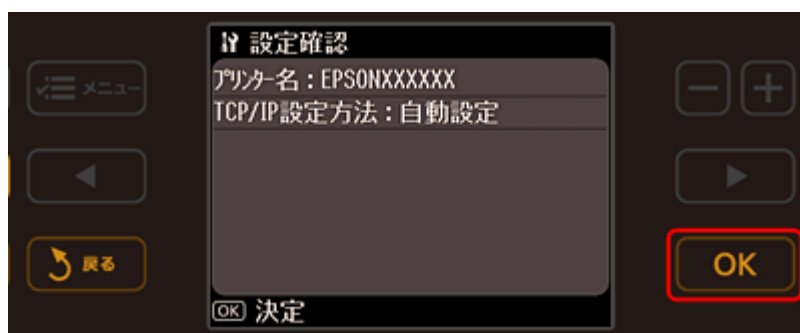 設定確認
プリンター名：EPSONXXXXXX
TCP/IP設定方法：自動設定
メニュー
戻る
OK
OK 決定